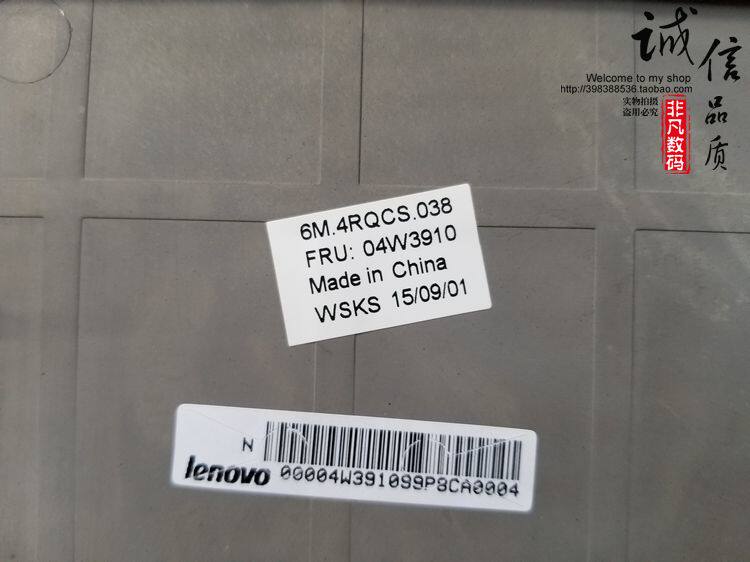 诚信品质
Welcome to my shop
http://398388536.taobao.com
实物拍摄
盗用必究
非凡数码
6M.4RQCS.038
FRU: 04W3910
Made in China
WSKS 15/09/01
N
lenovo
00004W391099P8CA0004